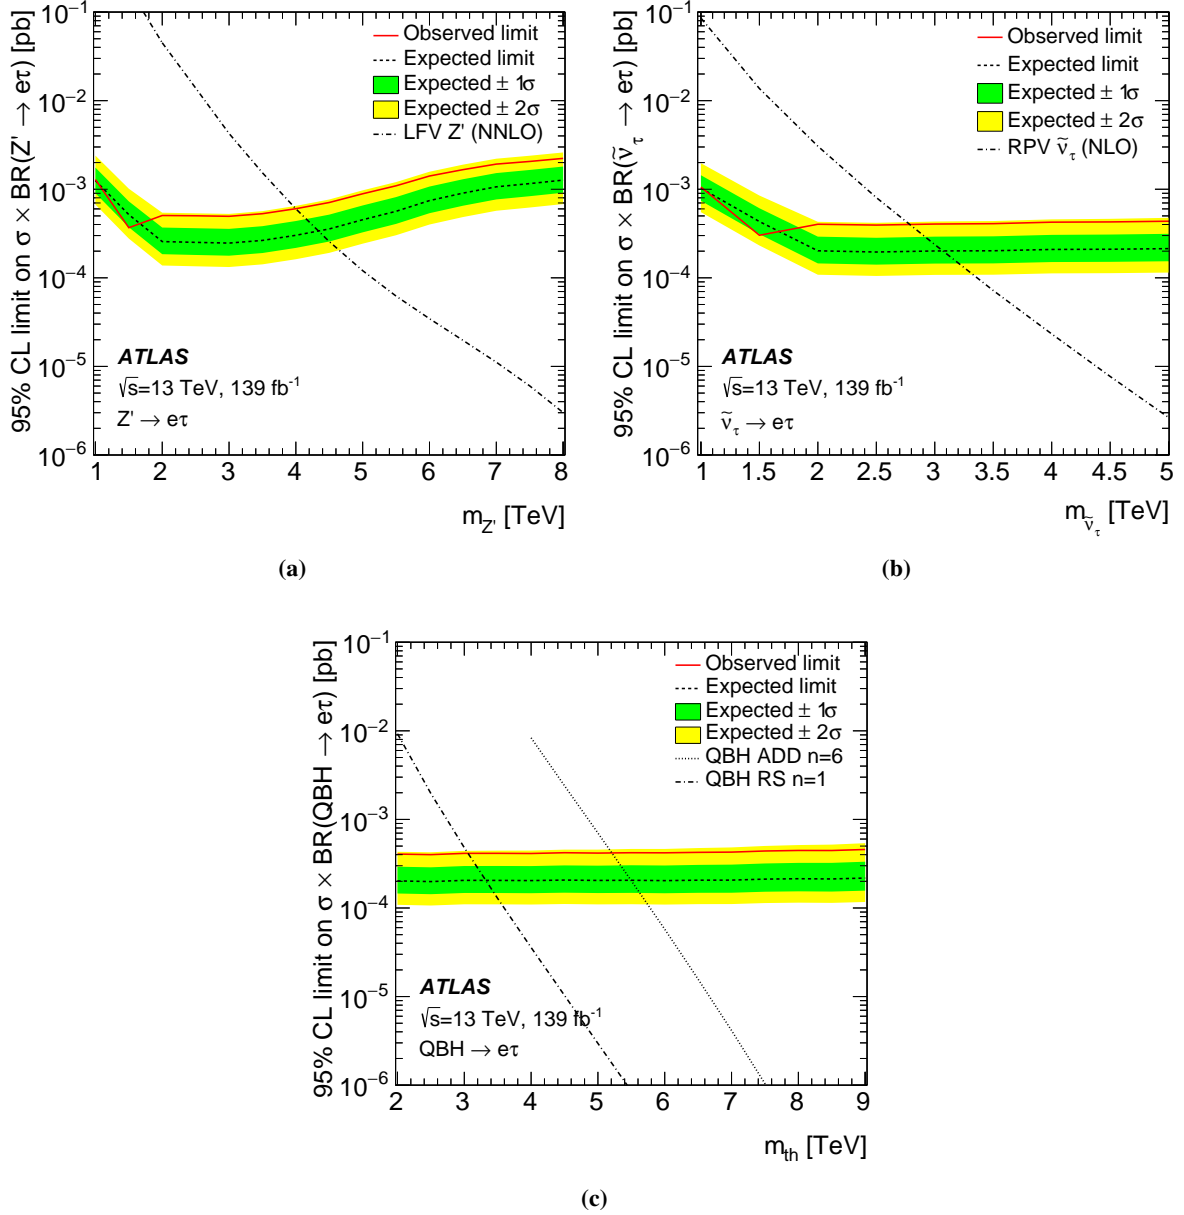 95% CL limit on σ × BR(Z' → eτ) [pb]
10⁻¹
10⁻²
10⁻³
10⁻⁴
10⁻⁵
10⁻⁶
Observed limit
Expected limit
Expected ± 1σ
Expected ± 2σ
LFV Z' (NNLO)
ATLAS
√s=13 TeV, 139 fb⁻¹
Z' → eτ
1 2 3 4 5 6 7 8
m_Z' [TeV]
(a)
95% CL limit on σ × BR(ν̃_τ → eτ) [pb]
10⁻¹
10⁻²
10⁻³
10⁻⁴
10⁻⁵
10⁻⁶
Observed limit
Expected limit
Expected ± 1σ
Expected ± 2σ
RPV ν̃_τ (NLO)
ATLAS
√s=13 TeV, 139 fb⁻¹
ν̃_τ → eτ
1 1.5 2 2.5 3 3.5 4 4.5 5
m_ν̃_τ [TeV]
(b)
95% CL limit on σ × BR(QBH → eτ) [pb]
10⁻¹
10⁻²
10⁻³
10⁻⁴
10⁻⁵
10⁻⁶
Observed limit
Expected limit
Expected ± 1σ
Expected ± 2σ
QBH ADD n=6
QBH RS n=1
ATLAS
√s=13 TeV, 139 fb⁻¹
QBH → eτ
2 3 4 5 6 7 8 9
m_th [TeV]
(c)